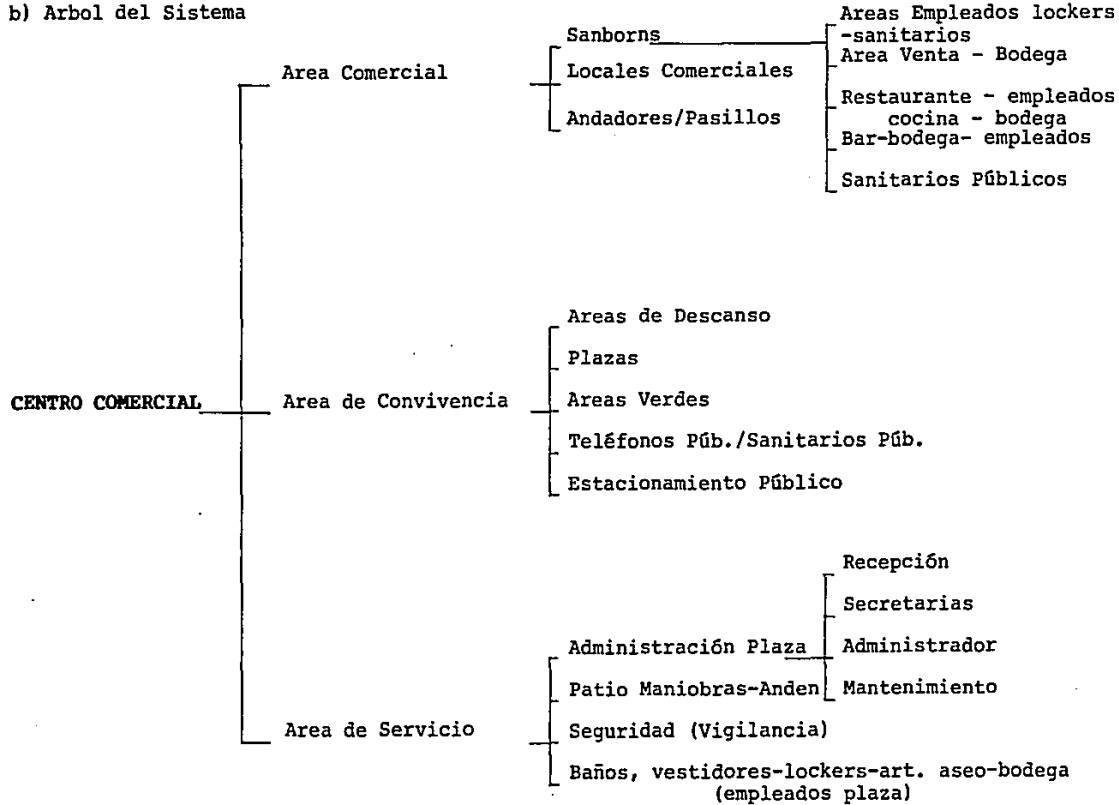 b) Arbol del Sistema
Area Comercial
Sanborns
Locales Comerciales
Andadores/Pasillos
Areas Empleados lockers
-sanitarios
Area Venta - Bodega
Restaurante - empleados
cocina - bodega
Bar-bodega- empleados
Sanitarios Públicos
CENTRO COMERCIAL
Area de Convivencia
Areas de Descanso
Plazas
Areas Verdes
Teléfonos Púb./Sanitarios Púb.
Estacionamiento Público
Area de Servicio
Administración Plaza
Patio Maniobras-Anden
Seguridad (Vigilancia)
Baños, vestidores-lockers-art. aseo-bodega
(empleados plaza)
Recepción
Secretarias
Administrador
Mantenimiento